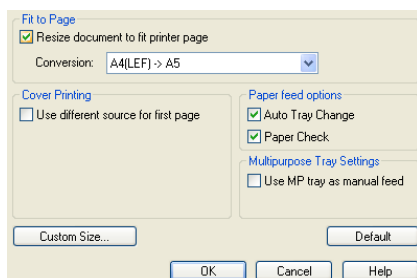 Fit to Page
Resize document to fit printer page
Conversion: A4(LEF) -> A5
Cover Printing
Use different source for first page
Paper feed options
Auto Tray Change
Paper Check
Multipurpose Tray Settings
Use MP tray as manual feed
Custom Size... Default
OK Cancel Help